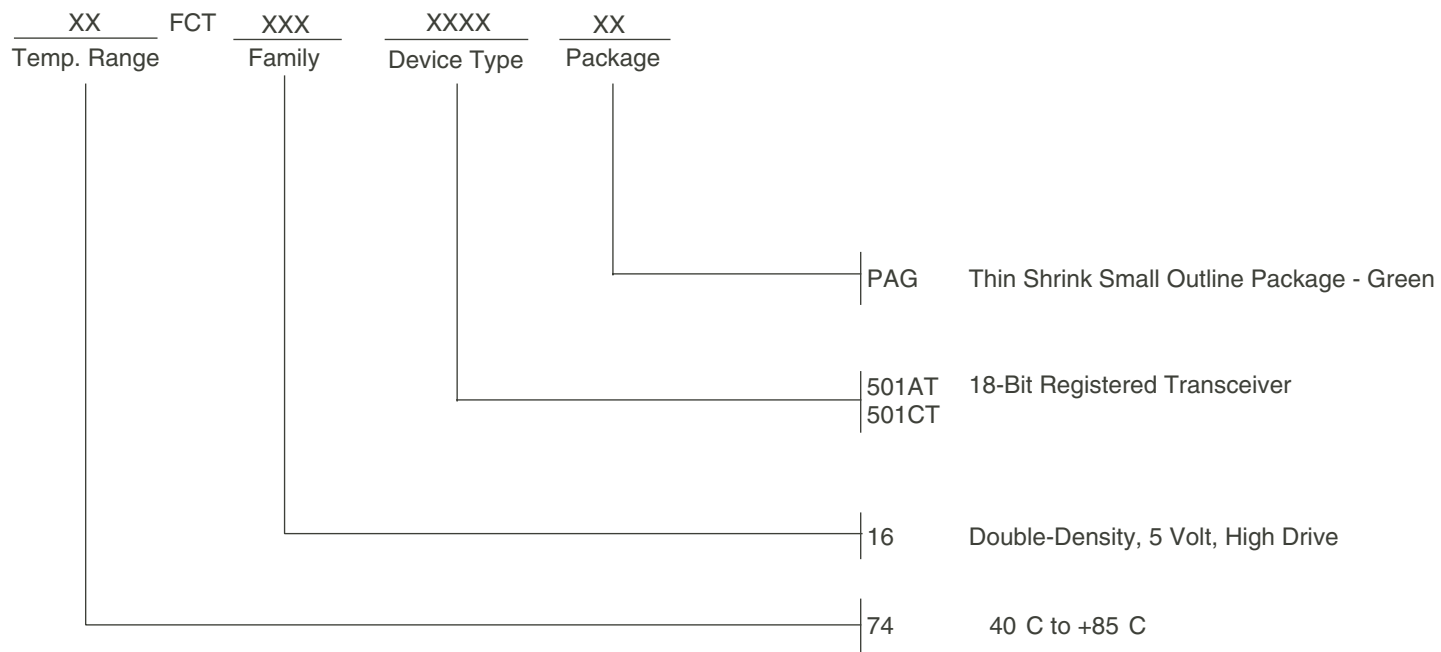 XX FCT XXX XXXX XX
Temp. Range Family Device Type Package
PAG Thin Shrink Small Outline Package - Green
501AT 18-Bit Registered Transceiver
501CT
16 Double-Density, 5 Volt, High Drive
74 40 C to +85 C